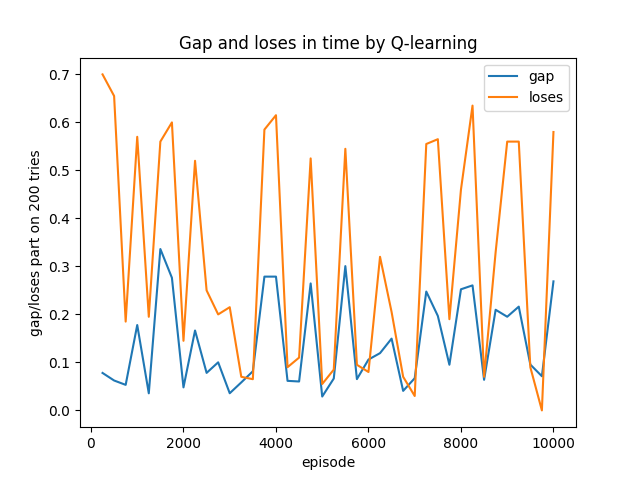 Gap and loses in time by Q-learning
gap
loses
gap/loses part on 200 tries
0.7
0.6
0.5
0.4
0.3
0.2
0.1
0.0
0 2000 4000 6000 8000 10000
episode